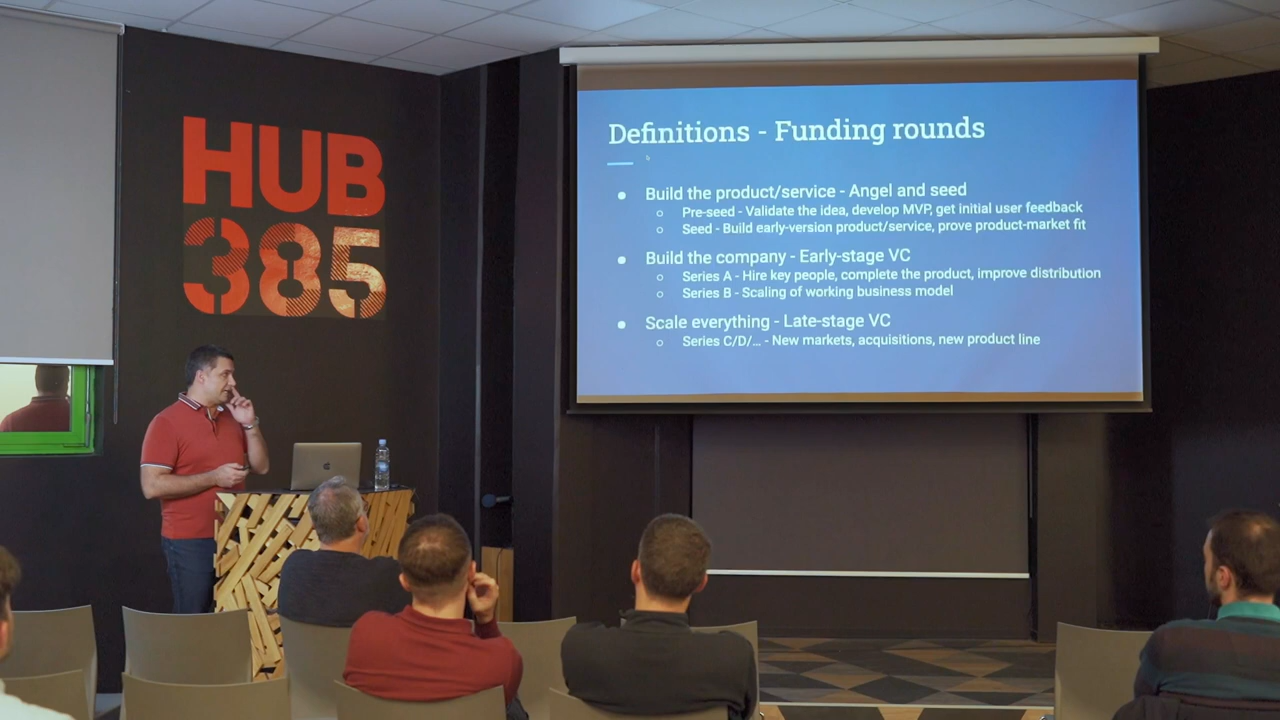 HUB
385
Definitions - Funding rounds
Build the product/service - Angel and seed
Pre-seed - Validate the idea, develop MVP, get initial user feedback
Seed - Build early-version product/service, prove product-market fit
Build the company - Early-stage VC
Series A - Hire key people, complete the product, improve distribution
Series B - Scaling of working business model
Scale everything - Late-stage VC
Series C/D/... - New markets, acquisitions, new product line